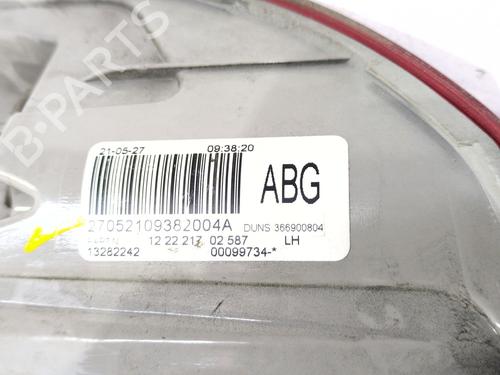 B-PARTS
21-05-27 09:38:20
H
ABG
27052109382004A DUNS 366900804
12 22 217 02 587 LH
13282242 00099734-*